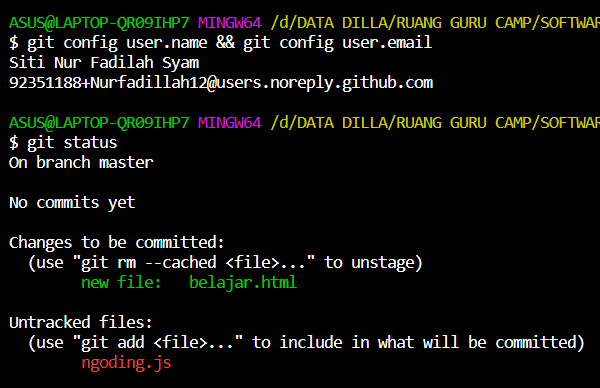 ASUS@LAPTOP-QR09IHP7 MINGW64 /d/DATA DILLA/RUANG GURU CAMP/SOFTWAR
$ git config user.name && git config user.email
Siti Nur Fadilah Syam
92351188+Nurfadillah12@users.noreply.github.com
ASUS@LAPTOP-QR09IHP7 MINGW64 /d/DATA DILLA/RUANG GURU CAMP/SOFTWAR
$ git status
On branch master
No commits yet
Changes to be committed:
(use "git rm --cached <file>..." to unstage)
new file: belajar.html
Untracked files:
(use "git add <file>..." to include in what will be committed)
ngoding.js